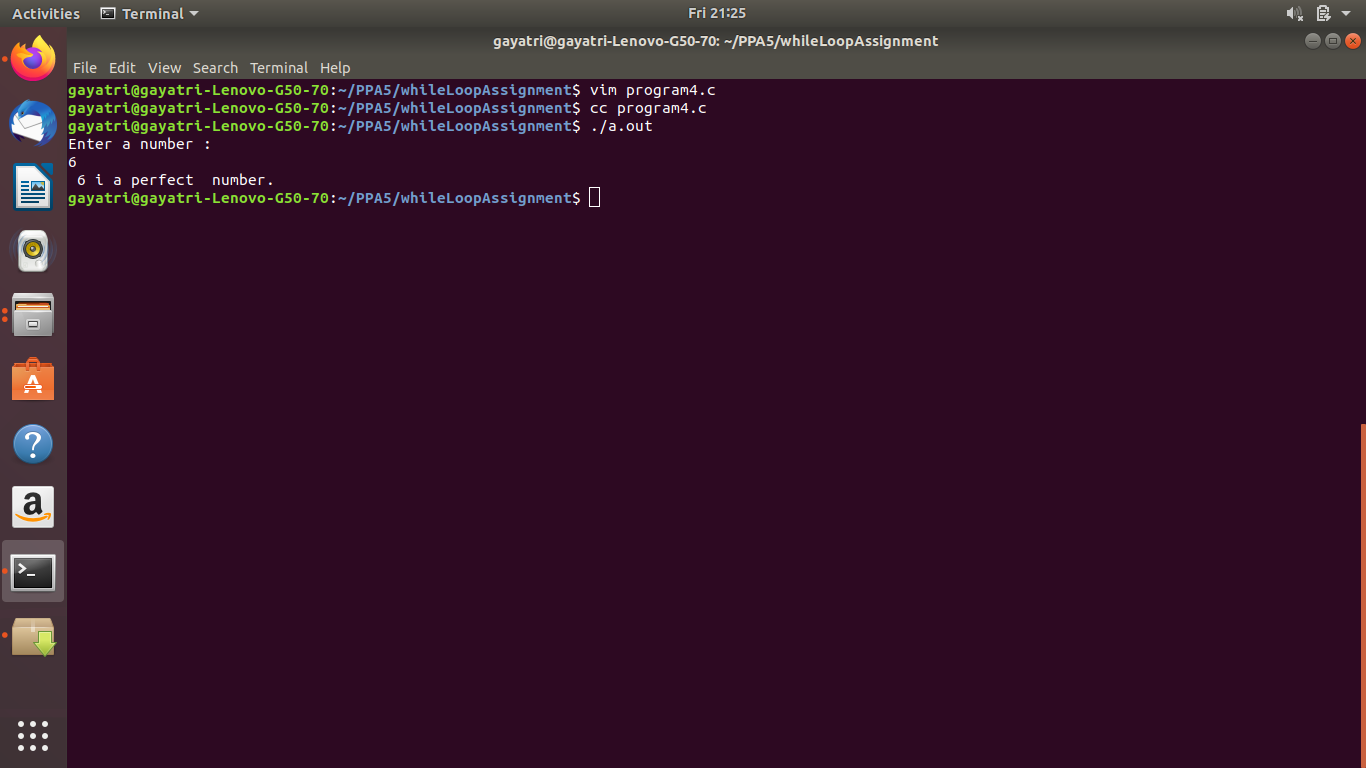 Activities Terminal Fri 21:25
gayatri@gayatri-Lenovo-G50-70: ~/PPA5/whileLoopAssignment
File Edit View Search Terminal Help
gayatri@gayatri-Lenovo-G50-70:~/PPA5/whileLoopAssignment$ vim program4.c
gayatri@gayatri-Lenovo-G50-70:~/PPA5/whileLoopAssignment$ cc program4.c
gayatri@gayatri-Lenovo-G50-70:~/PPA5/whileLoopAssignment$ ./a.out
Enter a number :
6
 6 i a perfect  number.
gayatri@gayatri-Lenovo-G50-70:~/PPA5/whileLoopAssignment$